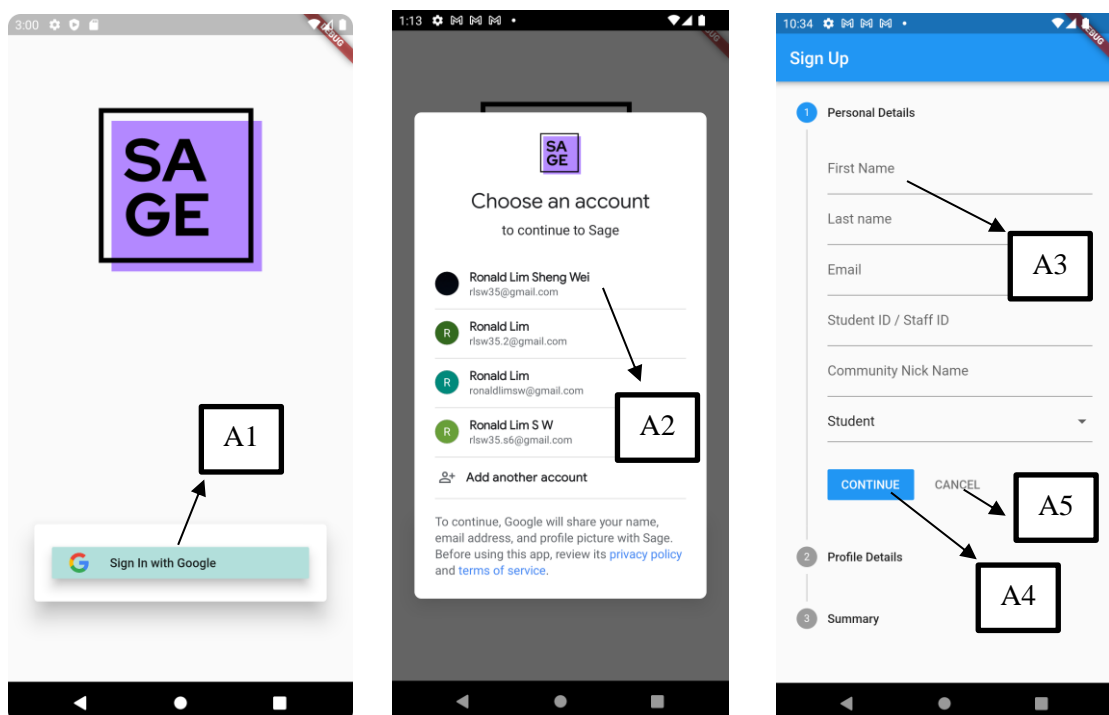 3:00
DEBUG
SA
GE
A1
Sign In with Google
1:13
SA
GE
Choose an account
to continue to Sage
Ronald Lim Sheng Wei
rlsw35@gmail.com
R
Ronald Lim
rlsw35.2@gmail.com
R
Ronald Lim
ronaldlimsw@gmail.com
R
Ronald Lim S W
rlsw35.s6@gmail.com
A2
Add another account
To continue, Google will share your name,
email address, and profile picture with Sage.
Before using this app, review its privacy policy
and terms of service.
10:34
DEBUG
Sign Up
1 Personal Details
First Name
Last name
A3
Email
Student ID / Staff ID
Community Nick Name
Student
CONTINUE CANCEL
A5
2 Profile Details
A4
3 Summary